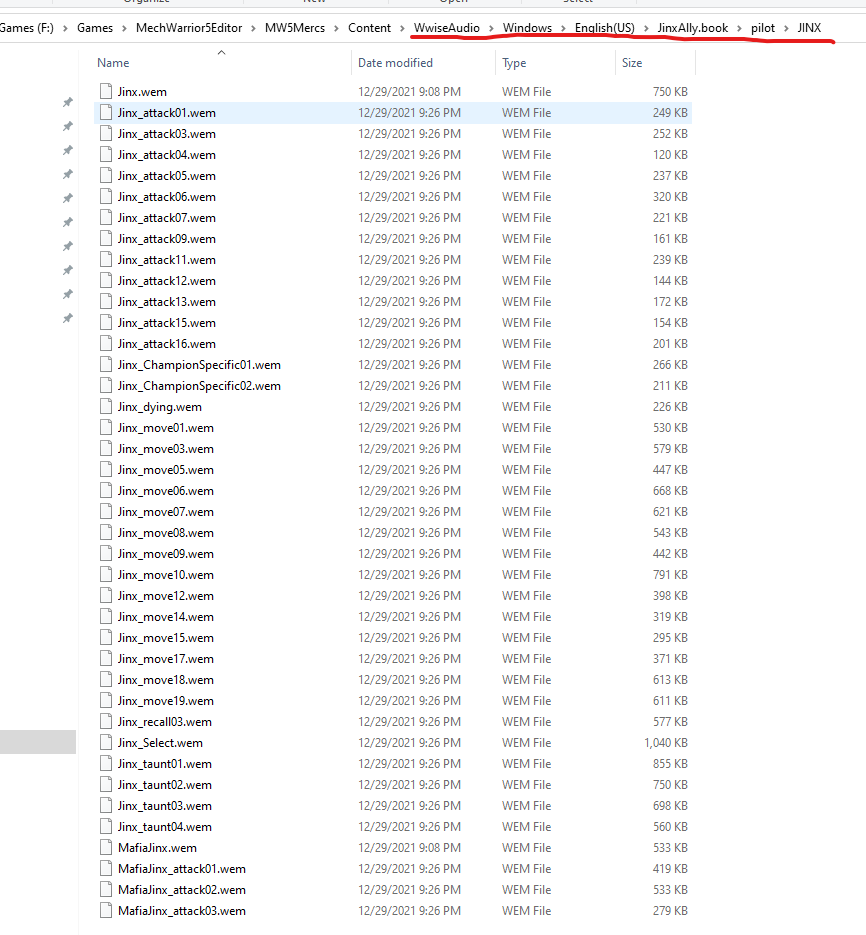 Games (F:) > Games > MechWarrior5Editor > MW5Mercs > Content > WwiseAudio > Windows > English(US) > JinxAlly.book > pilot > JINX
Name Date modified Type Size
Jinx.wem 12/29/2021 9:08 PM WEM File 750 KB
Jinx_attack01.wem 12/29/2021 9:26 PM WEM File 249 KB
Jinx_attack03.wem 12/29/2021 9:26 PM WEM File 252 KB
Jinx_attack04.wem 12/29/2021 9:26 PM WEM File 120 KB
Jinx_attack05.wem 12/29/2021 9:26 PM WEM File 237 KB
Jinx_attack06.wem 12/29/2021 9:26 PM WEM File 320 KB
Jinx_attack07.wem 12/29/2021 9:26 PM WEM File 221 KB
Jinx_attack09.wem 12/29/2021 9:26 PM WEM File 161 KB
Jinx_attack11.wem 12/29/2021 9:26 PM WEM File 239 KB
Jinx_attack12.wem 12/29/2021 9:26 PM WEM File 144 KB
Jinx_attack13.wem 12/29/2021 9:26 PM WEM File 172 KB
Jinx_attack15.wem 12/29/2021 9:26 PM WEM File 154 KB
Jinx_attack16.wem 12/29/2021 9:26 PM WEM File 201 KB
Jinx_ChampionSpecific01.wem 12/29/2021 9:26 PM WEM File 266 KB
Jinx_ChampionSpecific02.wem 12/29/2021 9:26 PM WEM File 211 KB
Jinx_dying.wem 12/29/2021 9:26 PM WEM File 226 KB
Jinx_move01.wem 12/29/2021 9:26 PM WEM File 530 KB
Jinx_move03.wem 12/29/2021 9:26 PM WEM File 579 KB
Jinx_move05.wem 12/29/2021 9:26 PM WEM File 447 KB
Jinx_move06.wem 12/29/2021 9:26 PM WEM File 668 KB
Jinx_move07.wem 12/29/2021 9:26 PM WEM File 621 KB
Jinx_move08.wem 12/29/2021 9:26 PM WEM File 543 KB
Jinx_move09.wem 12/29/2021 9:26 PM WEM File 442 KB
Jinx_move10.wem 12/29/2021 9:26 PM WEM File 791 KB
Jinx_move12.wem 12/29/2021 9:26 PM WEM File 398 KB
Jinx_move14.wem 12/29/2021 9:26 PM WEM File 319 KB
Jinx_move15.wem 12/29/2021 9:26 PM WEM File 295 KB
Jinx_move17.wem 12/29/2021 9:26 PM WEM File 371 KB
Jinx_move18.wem 12/29/2021 9:26 PM WEM File 613 KB
Jinx_move19.wem 12/29/2021 9:26 PM WEM File 611 KB
Jinx_recall03.wem 12/29/2021 9:26 PM WEM File 577 KB
Jinx_Select.wem 12/29/2021 9:26 PM WEM File 1,040 KB
Jinx_taunt01.wem 12/29/2021 9:26 PM WEM File 855 KB
Jinx_taunt02.wem 12/29/2021 9:26 PM WEM File 750 KB
Jinx_taunt03.wem 12/29/2021 9:26 PM WEM File 698 KB
Jinx_taunt04.wem 12/29/2021 9:26 PM WEM File 560 KB
MafiaJinx.wem 12/29/2021 9:08 PM WEM File 533 KB
MafiaJinx_attack01.wem 12/29/2021 9:26 PM WEM File 419 KB
MafiaJinx_attack02.wem 12/29/2021 9:26 PM WEM File 533 KB
MafiaJinx_attack03.wem 12/29/2021 9:26 PM WEM File 279 KB